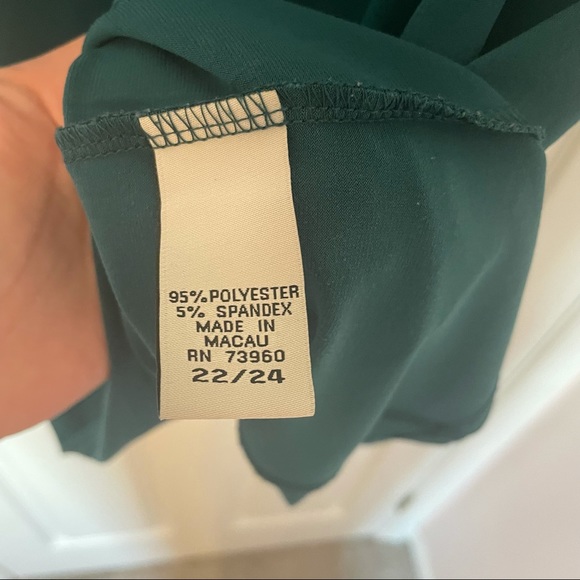 95%POLYESTER
5% SPANDEX
MADE IN
MACAU
RN 73960
22/24